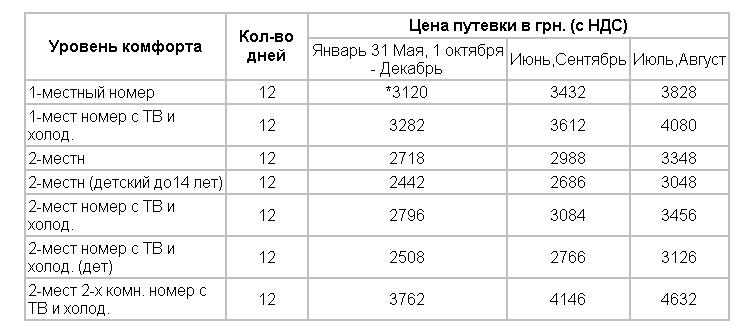 Уровень комфорта
Кол-во
дней
Цена путевки в грн. (с НДС)
Январь 31 Мая, 1 октября
- Декабрь
Июнь,Сентябрь
Июль,Август
1-местный номер 12 *3120 3432 3828
1-мест номер с ТВ и
холод. 12 3282 3612 4080
2-местн 12 2718 2988 3348
2-местн (детский до14 лет) 12 2442 2686 3048
2-мест номер с ТВ и
холод. 12 2796 3084 3456
2-мест номер с ТВ и
холод. (дет) 12 2508 2766 3126
2-мест 2-х комн. номер с
ТВ и холод. 12 3762 4146 4632